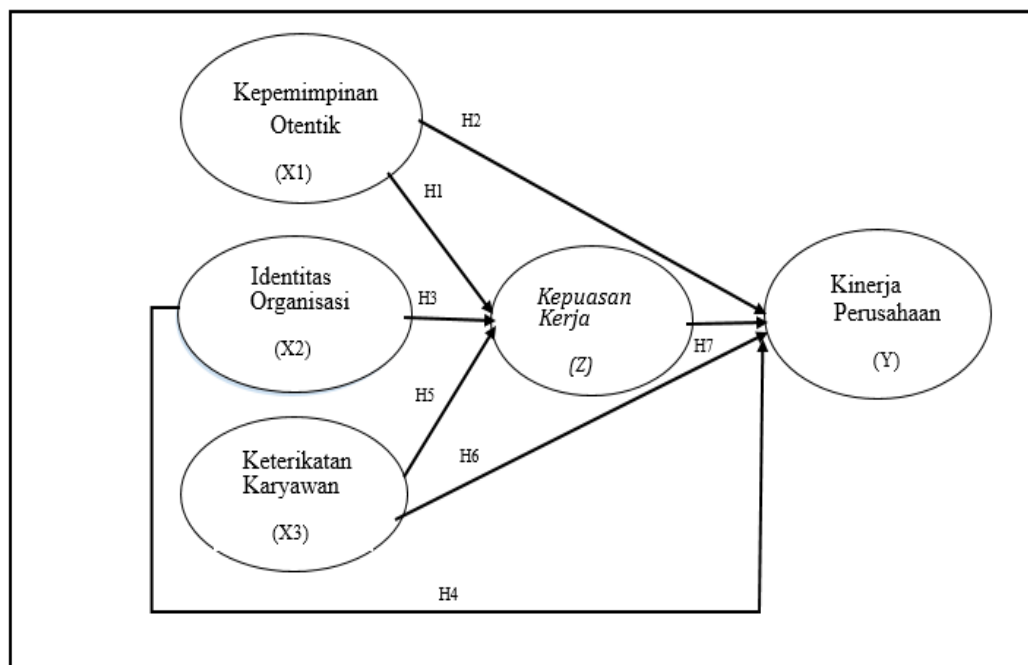 Kepemimpinan
Otentik
(X1)
H2
H1
Identitas
Organisasi
(X2)
H3
Kepuasan
Kerja
(Z)
H7
Kinerja
Perusahaan
(Y)
H5
Keterikatan
Karyawan
(X3)
H6
H4